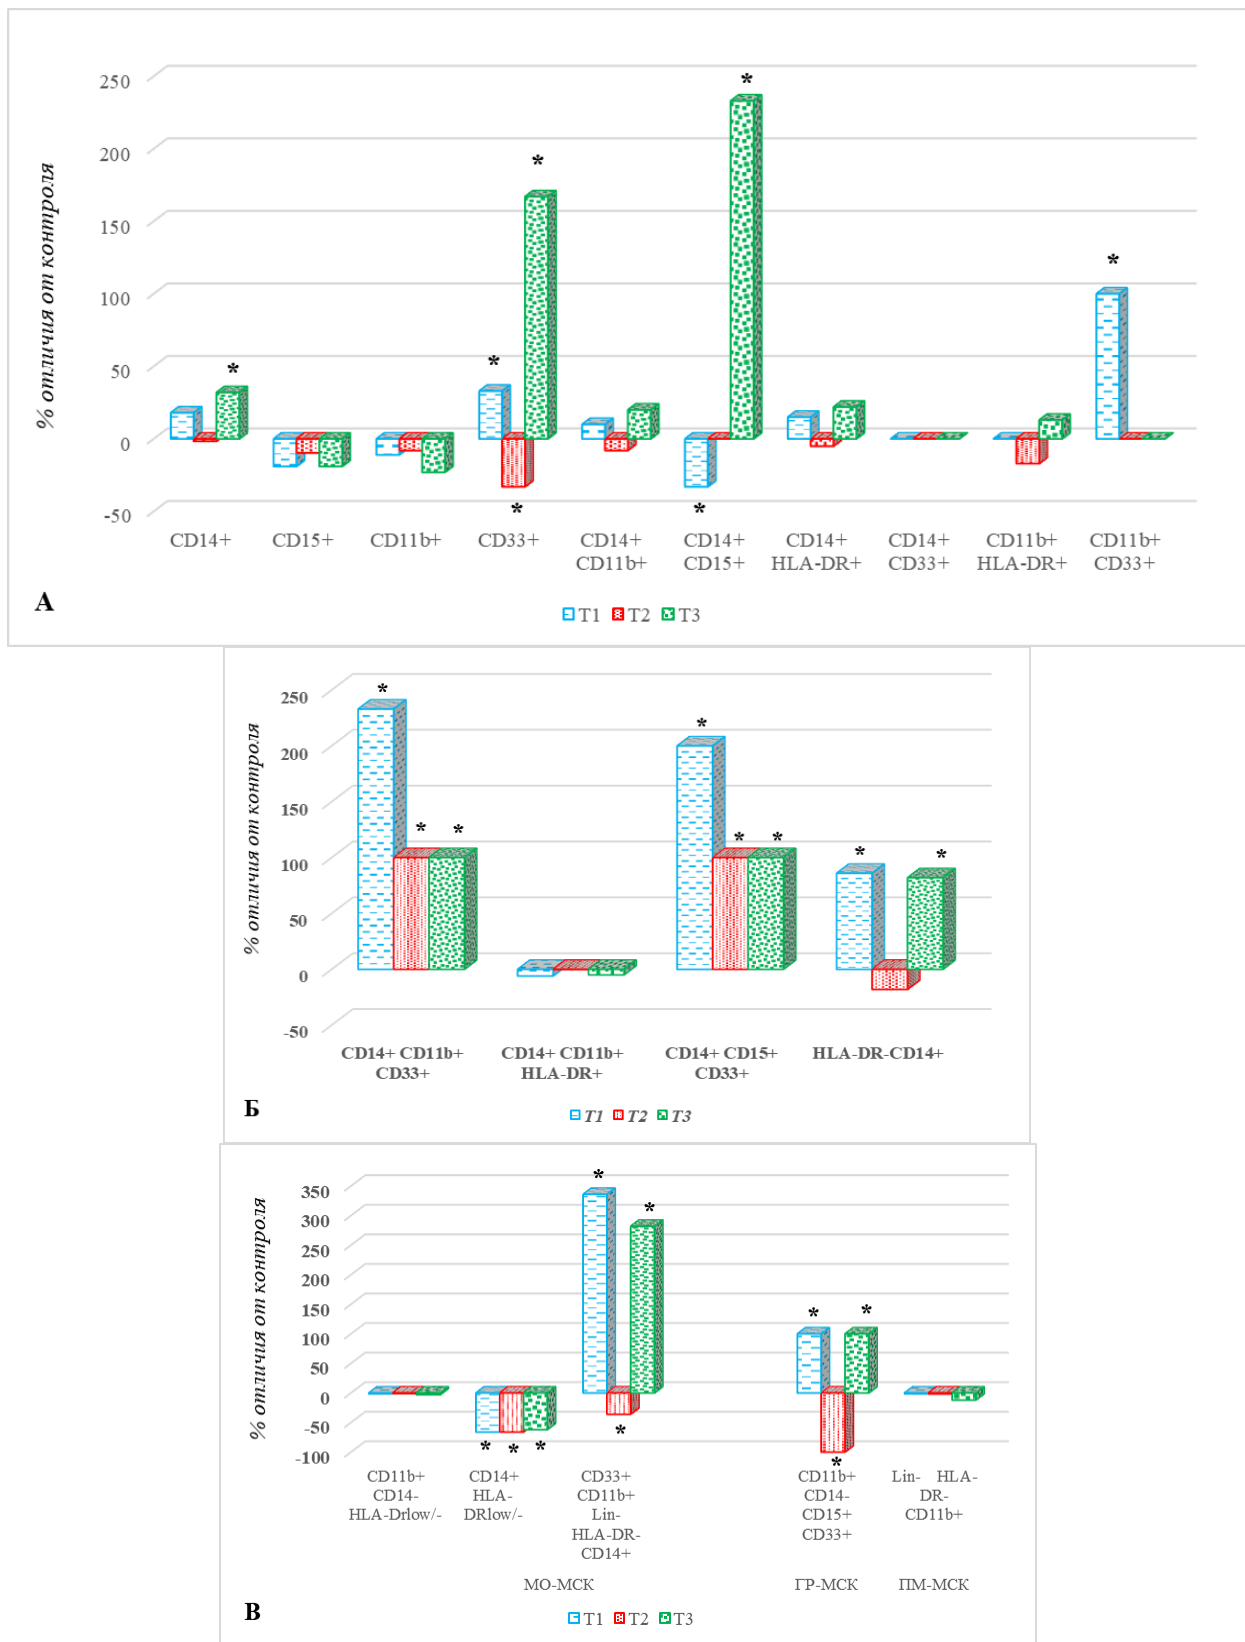 % отличия от контроля
250
200
150
100
50
0
-50
* * * * * * *
CD14+ CD15+ CD11b+ CD33+ CD14+ CD14+ CD14+ CD14+ CD11b+ CD11b+
CD11b+ CD15+ HLA-DR+ CD33+ HLA-DR+ CD33+
А
T1 T2 T3
% отличия от контроля
250
200
150
100
50
0
-50
* * * * * * * *
CD14+ CD11b+ CD14+ CD11b+ CD14+ CD15+ HLA-DR-CD14+
CD33+ HLA-DR+ CD33+
Б
T1 T2 T3
% отличия от контроля
350
300
250
200
150
100
50
0
-50
-100
* * * * * * * * *
CD11b+ CD14+ CD33+ CD11b+ Lin- HLA-
CD14- HLA- CD11b+ CD14- DR-
HLA-Drlow/- DRlow/- Lin- CD15+ CD11b+
HLA-DR- CD33+
CD14+
МО-МСК ГР-МСК ПМ-МСК
В
T1 T2 T3